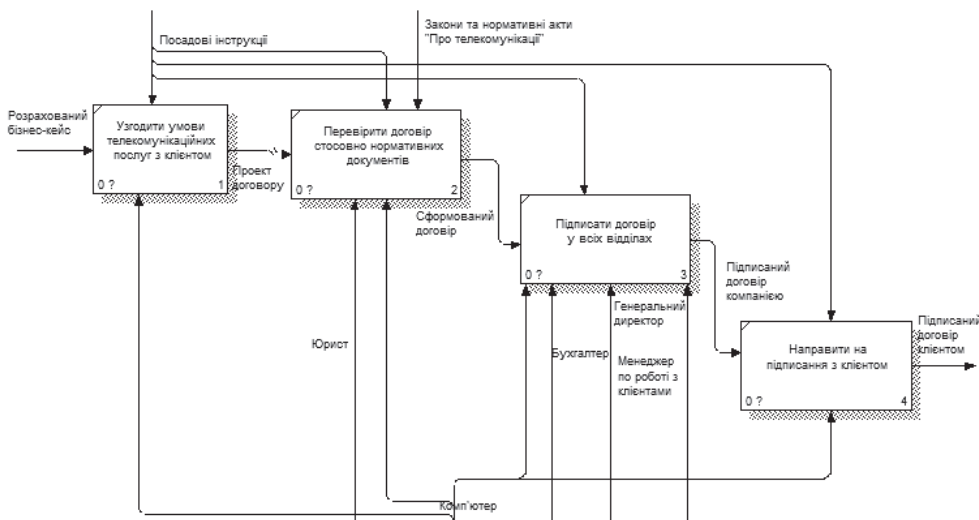 Посадові інструкції
Закони та нормативні акти
"Про телекомунікації"
Розрахований
бізнес-кейс
Узгодити умови
телекомунікаційних
послуг з клієнтом
0 ?
1
Проект
договору
Перевірити договір
стосовно нормативних
документів
0 ?
2
Сформований
договір
Підписати договір
у всіх відділах
0 ?
3
Підписаний
договір
компанією
Генеральний
директор
Юрист
Бухгалтер
Менеджер
по роботі з
клієнтами
Направити на
підписання з клієнтом
0 ?
4
Підписаний
договір
клієнтом
Комп'ютер